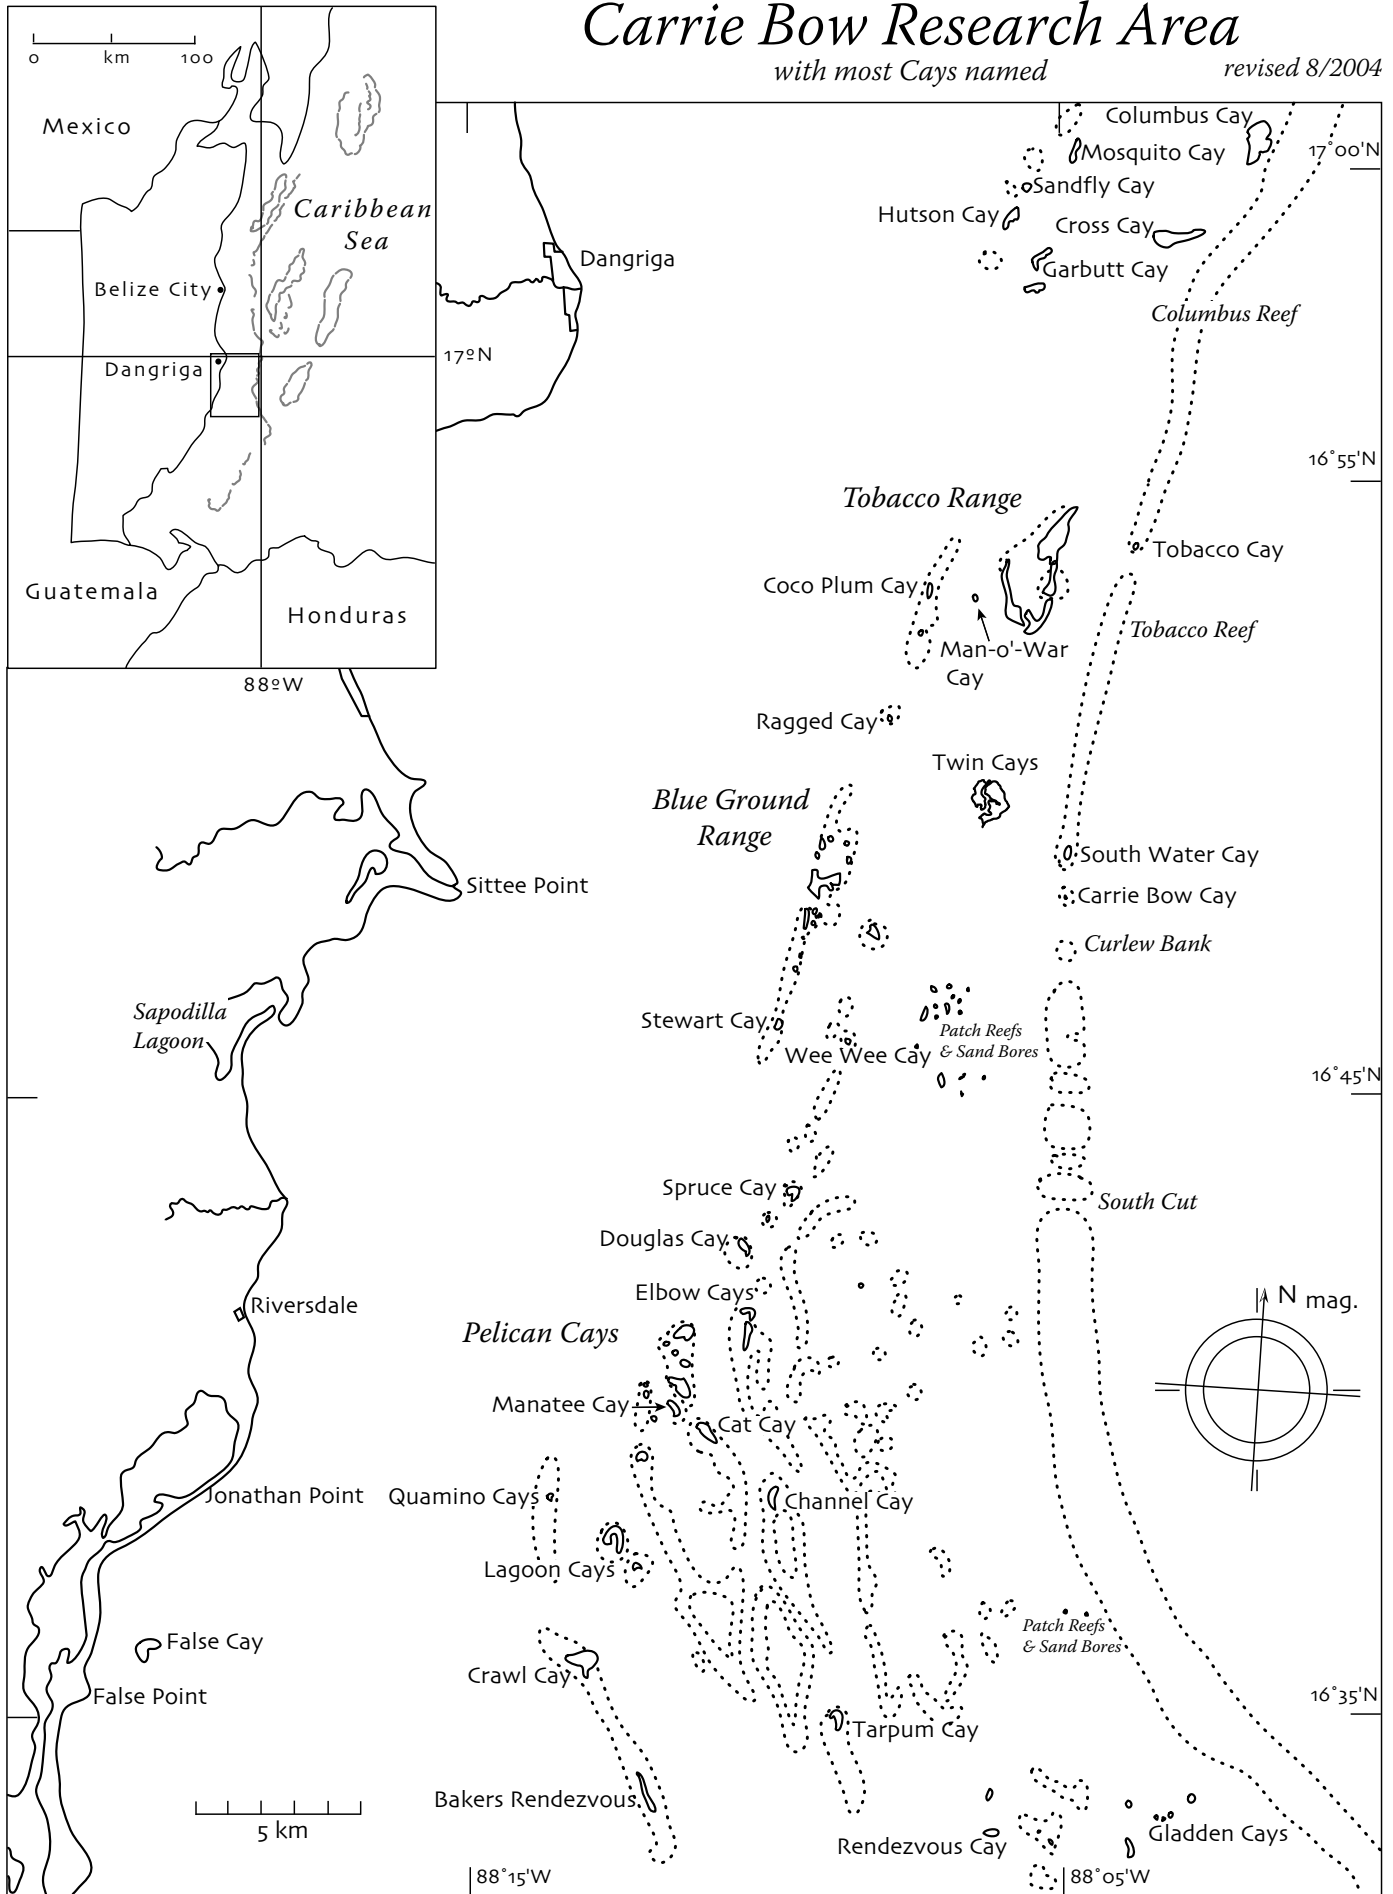 Carrie Bow Research Area
with most Cays named
revised 8/2004
0 km 100
Mexico
Caribbean
Sea
Belize City
Dangriga
Guatemala
Honduras
17ºN
88ºW
Dangriga
Columbus Cay
17°00'N
Mosquito Cay
Sandfly Cay
Hutson Cay
Cross Cay
Garbutt Cay
Columbus Reef
16°55'N
Tobacco Range
Tobacco Cay
Coco Plum Cay
Tobacco Reef
Man-o'-War
Cay
Ragged Cay
Twin Cays
Blue Ground
Range
South Water Cay
Sittee Point
Carrie Bow Cay
Curlew Bank
Sapodilla
Lagoon
Stewart Cay
Patch Reefs
& Sand Bores
Wee Wee Cay
16°45'N
Spruce Cay
South Cut
Douglas Cay
Elbow Cays
N mag.
Riversdale
Pelican Cays
Manatee Cay
Cat Cay
Jonathan Point
Quamino Cays
Channel Cay
Lagoon Cays
Patch Reefs
& Sand Bores
False Cay
Crawl Cay
False Point
16°35'N
Tarpum Cay
Bakers Rendezvous
5 km
Rendezvous Cay
Gladden Cays
88°15'W
88°05'W